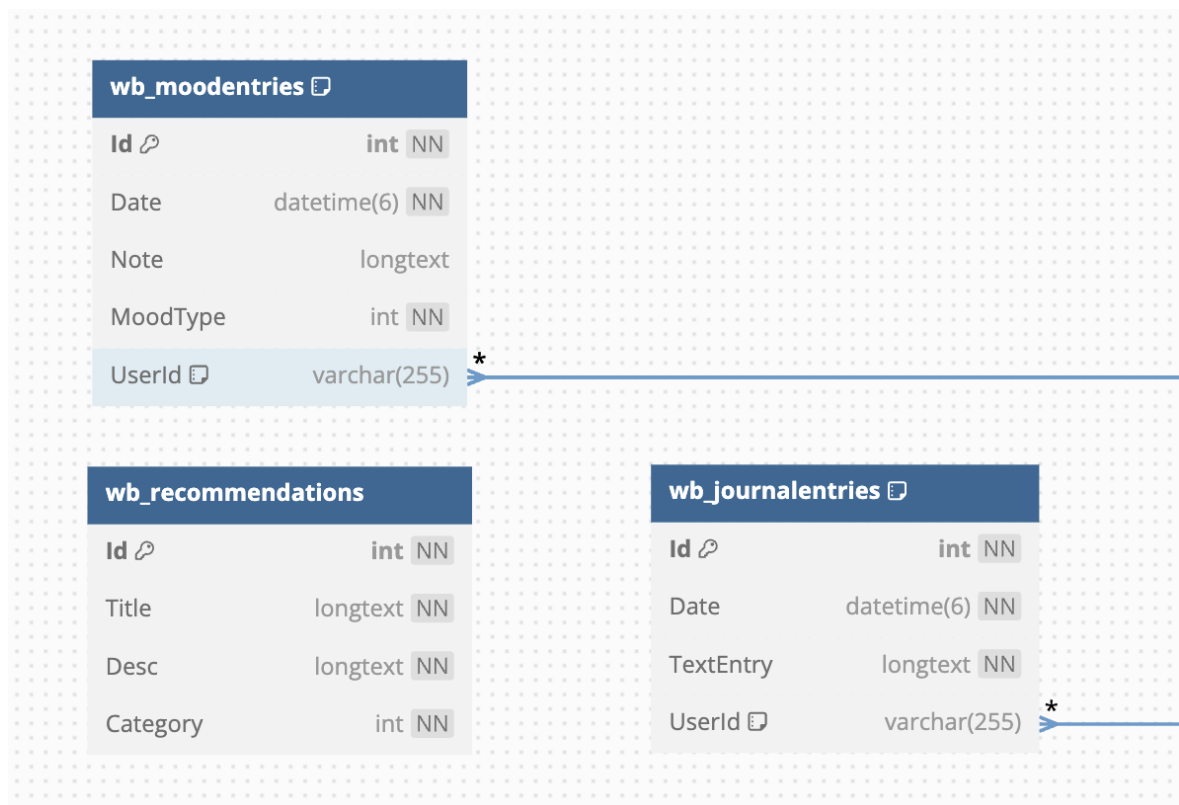 wb_moodentries
Id int NN
Date datetime(6) NN
Note longtext
MoodType int NN
UserId varchar(255) *
wb_recommendations
Id int NN
Title longtext NN
Desc longtext NN
Category int NN
wb_journalentries
Id int NN
Date datetime(6) NN
TextEntry longtext NN
UserId varchar(255) *